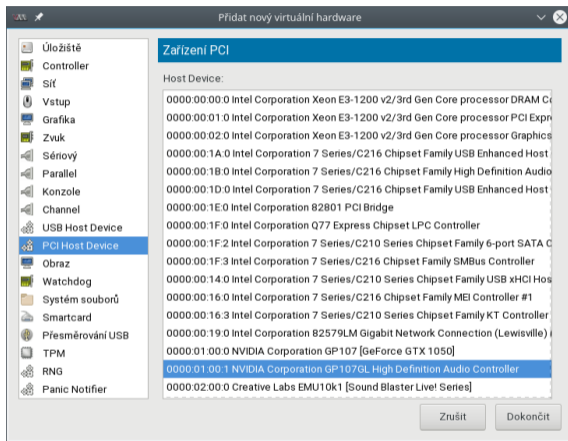 Přidat nový virtuální hardware
Úložiště
Controller
Síť
Vstup
Grafika
Zvuk
Sériový
Parallel
Konzole
Channel
USB Host Device
PCI Host Device
Obraz
Watchdog
Systém souborů
Smartcard
Přesměrování USB
TPM
RNG
Panic Notifier
Zařízení PCI
Host Device:
0000:00:00:0 Intel Corporation Xeon E3-1200 v2/3rd Gen Core processor DRAM Co
0000:00:01:0 Intel Corporation Xeon E3-1200 v2/3rd Gen Core processor PCI Expre
0000:00:02:0 Intel Corporation Xeon E3-1200 v2/3rd Gen Core processor Graphics
0000:00:1A:0 Intel Corporation 7 Series/C216 Chipset Family USB Enhanced Host
0000:00:1B:0 Intel Corporation 7 Series/C216 Chipset Family High Definition Audio
0000:00:1D:0 Intel Corporation 7 Series/C216 Chipset Family USB Enhanced Host
0000:00:1E:0 Intel Corporation 82801 PCI Bridge
0000:00:1F:0 Intel Corporation Q77 Express Chipset LPC Controller
0000:00:1F:2 Intel Corporation 7 Series/C210 Series Chipset Family 6-port SATA C
0000:00:1F:3 Intel Corporation 7 Series/C216 Chipset Family SMBus Controller
0000:00:14:0 Intel Corporation 7 Series/C210 Series Chipset Family USB xHCI Hos
0000:00:16:0 Intel Corporation 7 Series/C216 Chipset Family MEI Controller #1
0000:00:16:3 Intel Corporation 7 Series/C210 Series Chipset Family KT Controller
0000:00:19:0 Intel Corporation 82579LM Gigabit Network Connection (Lewisville)
0000:01:00:0 NVIDIA Corporation GP107 [GeForce GTX 1050]
0000:01:00:1 NVIDIA Corporation GP107GL High Definition Audio Controller
0000:02:00:0 Creative Labs EMU10k1 [Sound Blaster Live! Series]
Zrušit
Dokončit